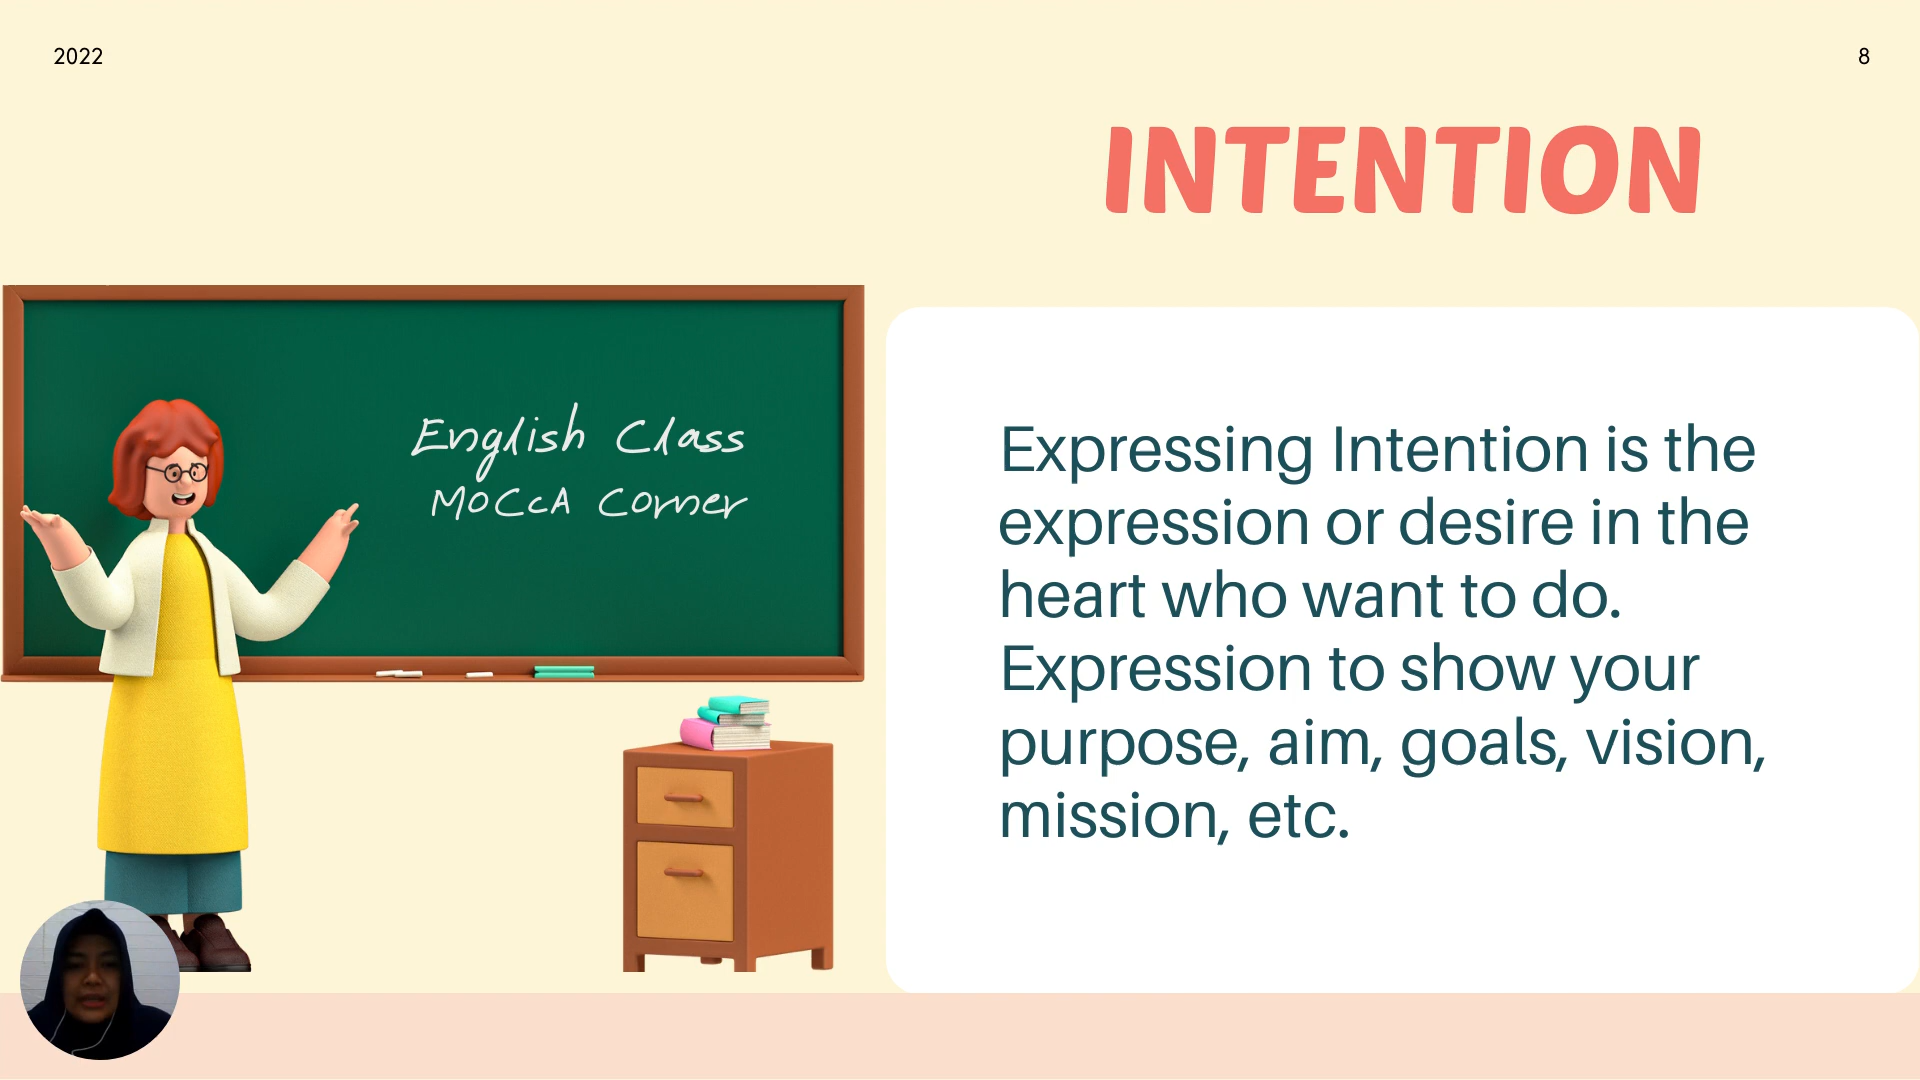 2022
8
INTENTION
English Class
MOCCA Corner
Expressing Intention is the
expression or desire in the
heart who want to do.
Expression to show your
purpose, aim, goals, vision,
mission, etc.